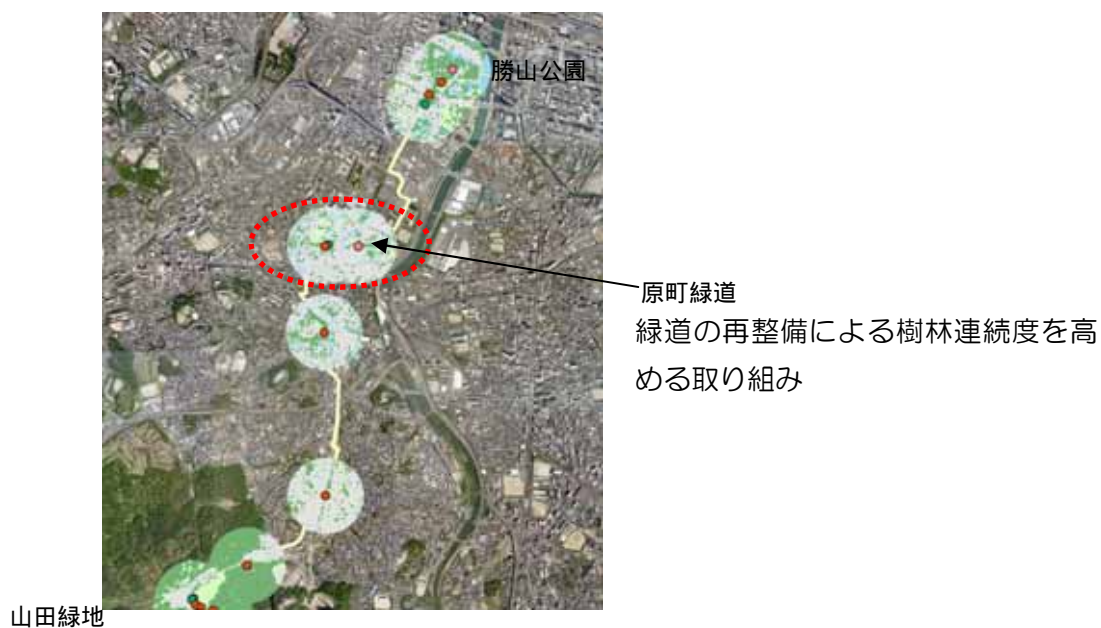 勝山公園
原町緑道
緑道の再整備による樹林連続度を高
める取り組み
山田緑地